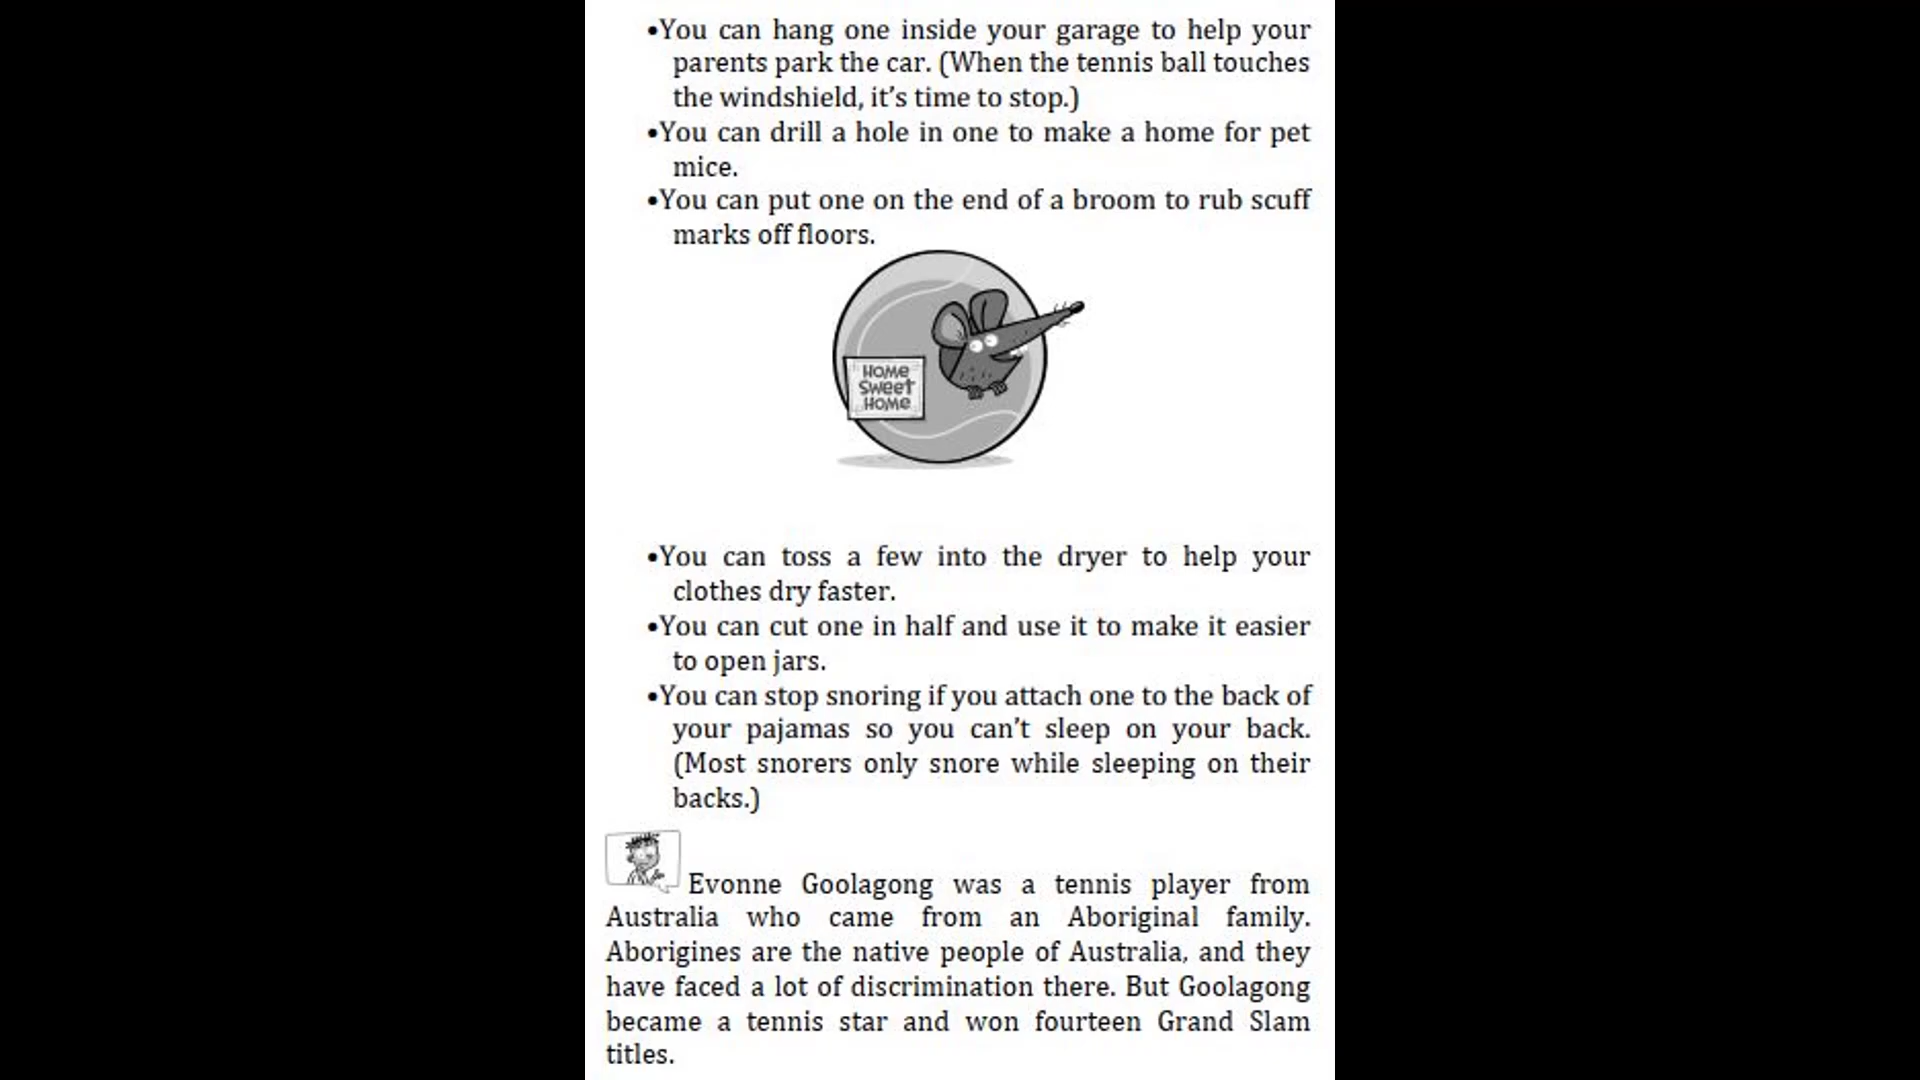 •You can hang one inside your garage to help your
parents park the car. (When the tennis ball touches
the windshield, it’s time to stop.)
•You can drill a hole in one to make a home for pet
mice.
•You can put one on the end of a broom to rub scuff
marks off floors.
HOME
SWEET
HOME
•You can toss a few into the dryer to help your
clothes dry faster.
•You can cut one in half and use it to make it easier
to open jars.
•You can stop snoring if you attach one to the back of
your pajamas so you can’t sleep on your back.
(Most snorers only snore while sleeping on their
backs.)
Evonne Goolagong was a tennis player from
Australia who came from an Aboriginal family.
Aborigines are the native people of Australia, and they
have faced a lot of discrimination there. But Goolagong
became a tennis star and won fourteen Grand Slam
titles.